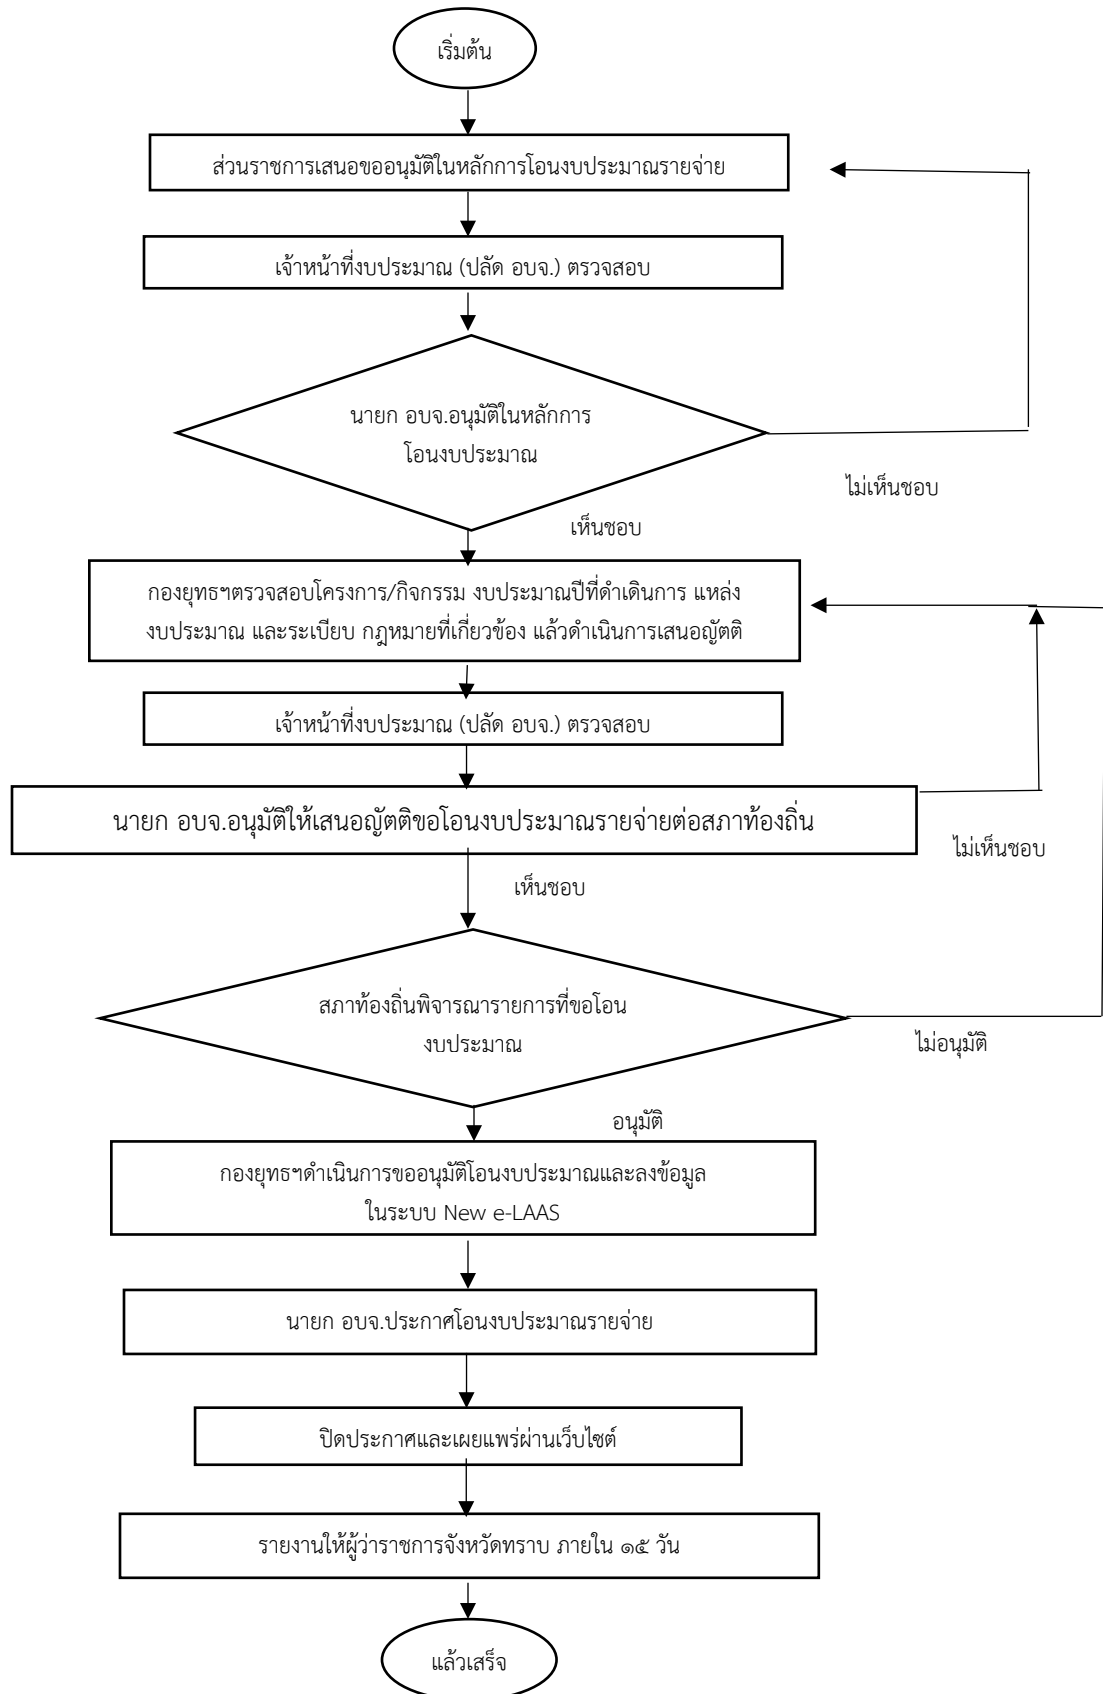 เริ่มต้น
ส่วนราชการเสนอขออนุมัติในหลักการโอนงบประมาณรายจ่าย
เจ้าหน้าที่งบประมาณ (ปลัด อบจ.) ตรวจสอบ
นายก อบจ.อนุมัติในหลักการ
โอนงบประมาณ
ไม่เห็นชอบ
เห็นชอบ
กองยุทธฯตรวจสอบโครงการ/กิจกรรม งบประมาณปีที่ดำเดินการ แหล่ง
งบประมาณ และระเบียบ กฎหมายที่เกี่ยวข้อง แล้วดำเนินการเสนอญัตติ
เจ้าหน้าที่งบประมาณ (ปลัด อบจ.) ตรวจสอบ
นายก อบจ.อนุมัติให้เสนอญัตติขอโอนงบประมาณรายจ่ายต่อสภาท้องถิ่น
ไม่เห็นชอบ
เห็นชอบ
สภาท้องถิ่นพิจารณารายการที่ขอโอน
งบประมาณ
ไม่อนุมัติ
อนุมัติ
กองยุทธฯดำเนินการขออนุมัติโอนงบประมาณและลงข้อมูล
ในระบบ New e-LAAS
นายก อบจ.ประกาศโอนงบประมาณรายจ่าย
ปิดประกาศและเผยแพร่ผ่านเว็บไซต์
รายงานให้ผู้ว่าราชการจังหวัดทราบ ภายใน ๑๕ วัน
แล้วเสร็จ